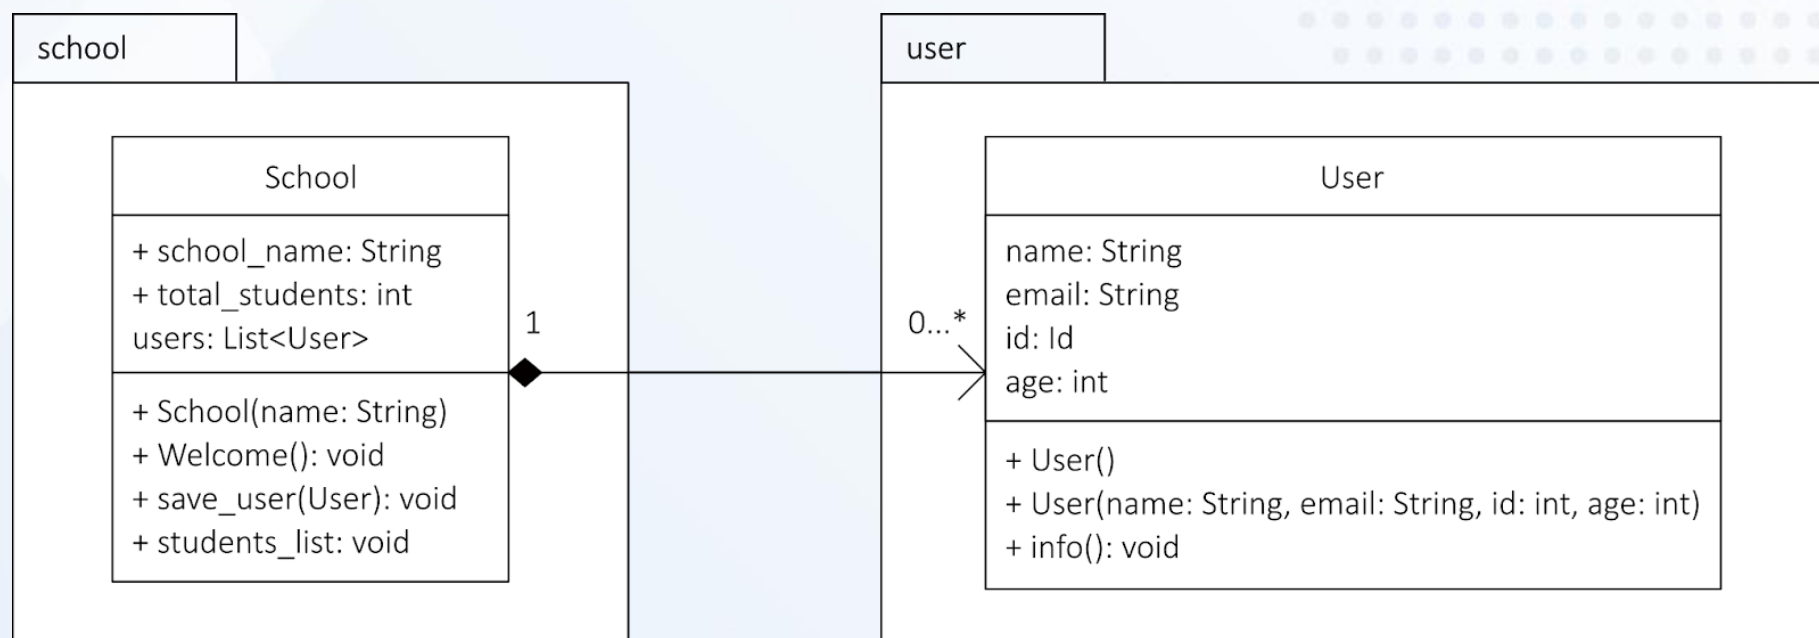 school
School
+ school_name: String
+ total_students: int
users: List<User>
+ School(name: String)
+ Welcome(): void
+ save_user(User): void
+ students_list: void
1
0...*
user
User
name: String
email: String
id: Id
age: int
+ User()
+ User(name: String, email: String, id: int, age: int)
+ info(): void